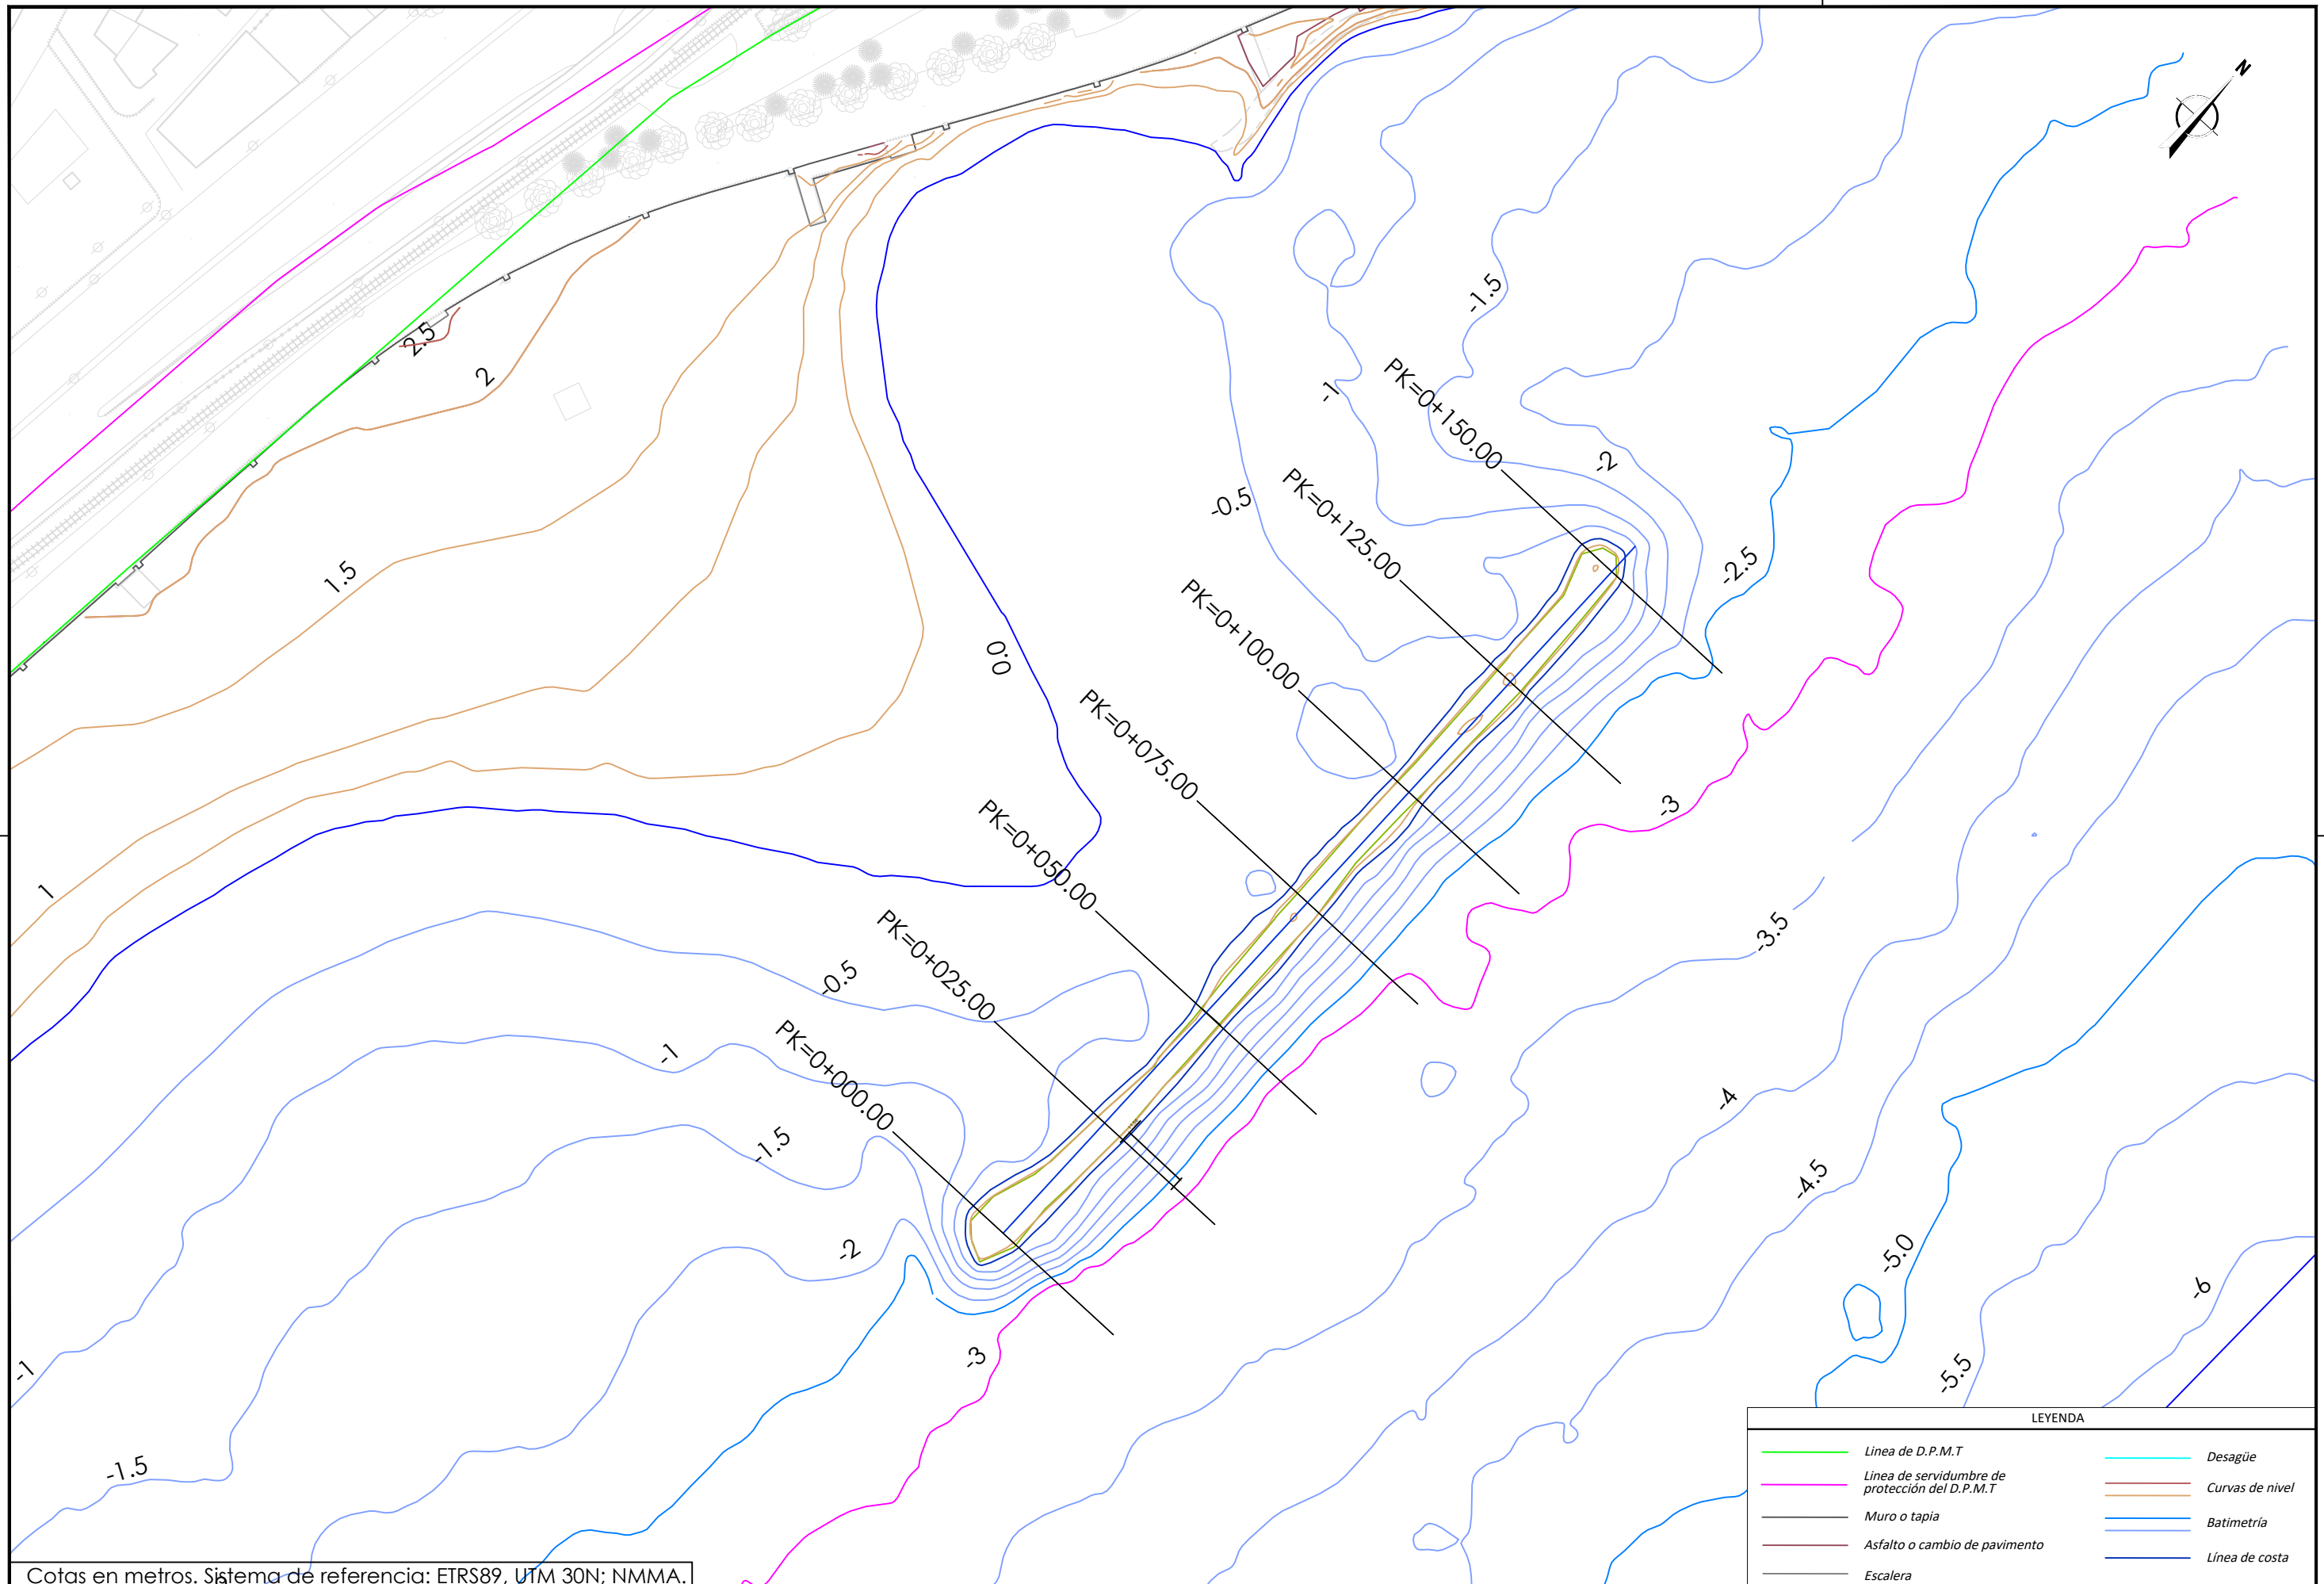 N
2.5
2
1.5
1
0.0
-1.5
-1
-0.5
-2
-2.5
PK=0+150.00
PK=0+125.00
PK=0+100.00
PK=0+075.00
PK=0+050.00
PK=0+025.00
PK=0+000.00
-3
-3.5
-4
-4.5
-5.0
-5.5
-6
-0.5
-1
-1.5
-2
-3
-1
-1.5
LEYENDA
Linea de D.P.M.T
Linea de servidumbre de
protección del D.P.M.T
Muro o tapia
Asfalto o cambio de pavimento
Escalera
Desagüe
Curvas de nivel
Batimetría
Línea de costa
Cotas en metros. Sistema de referencia: ETRS89, UTM 30N; NMMA.